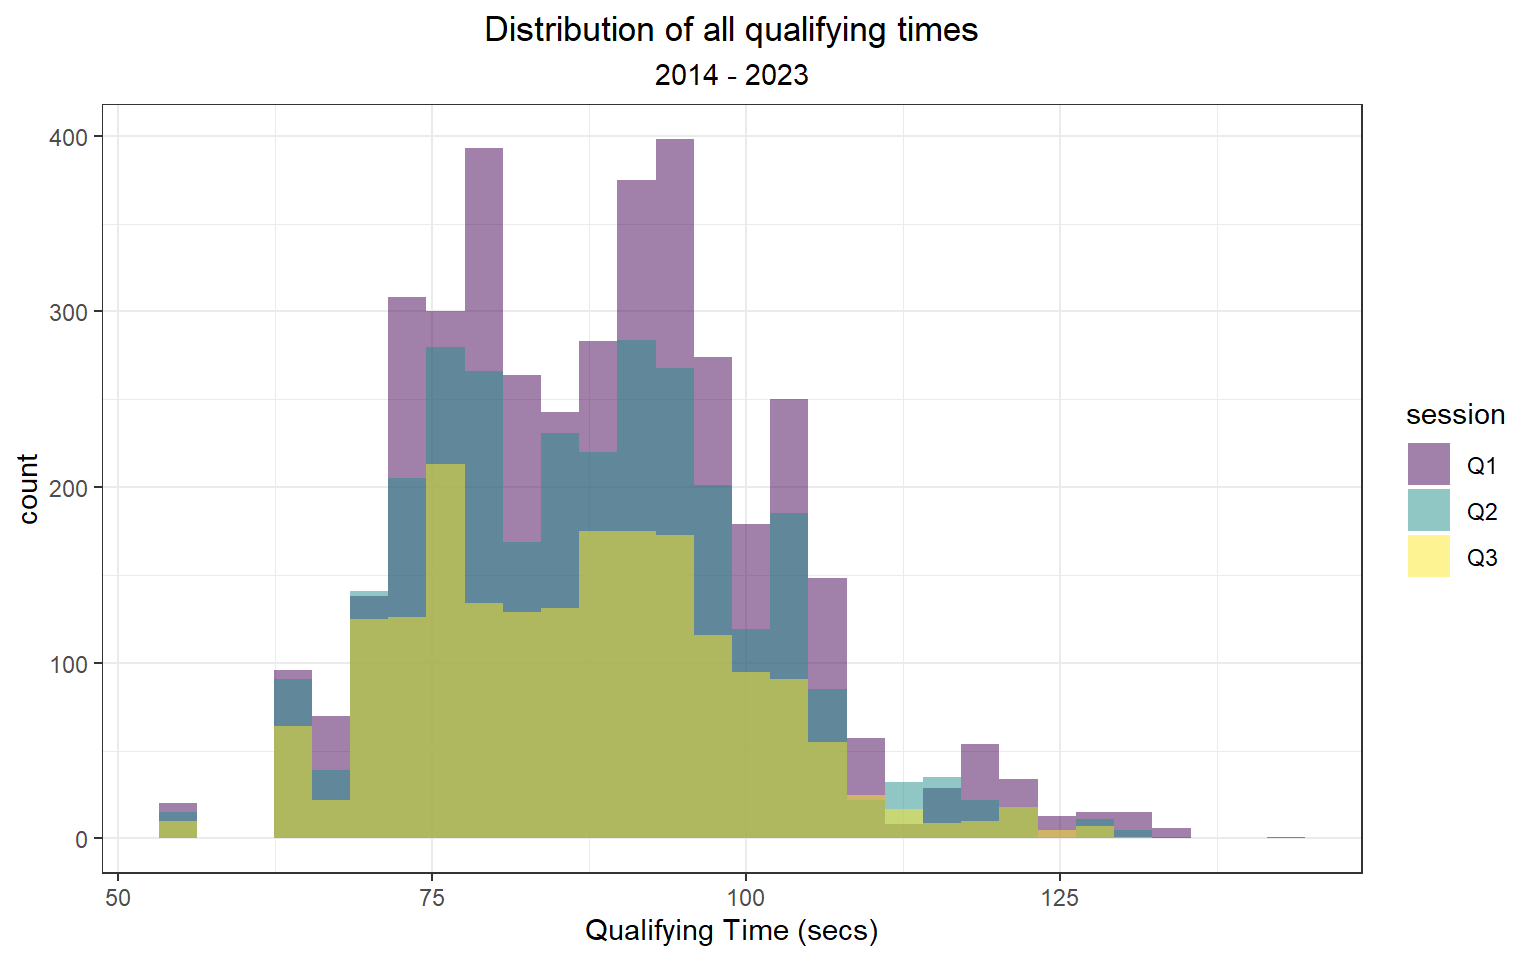 Distribution of all qualifying times
2014 - 2023
400
300
200
100
0
count
50
75
100
125
Qualifying Time (secs)
session
Q1
Q2
Q3